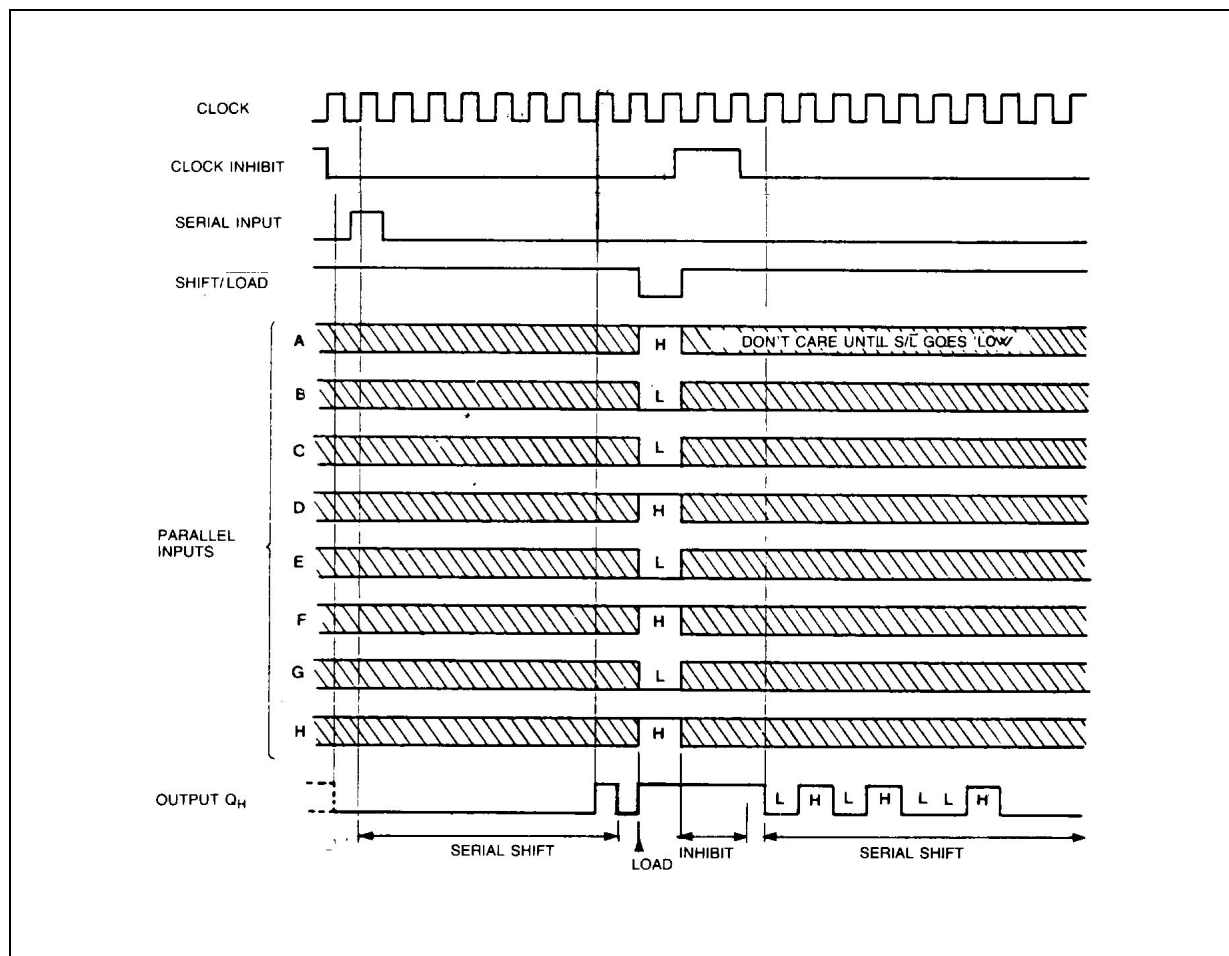 CLOCK
CLOCK INHIBIT
SERIAL INPUT
SHIFT/L̅O̅A̅D̅
A H DON'T CARE UNTIL S/L̅ GOES LOW
B L
C L
D H
PARALLEL
INPUTS
E L
F H
G L
H H
OUTPUT QH L H L H L L H
SERIAL SHIFT LOAD INHIBIT SERIAL SHIFT